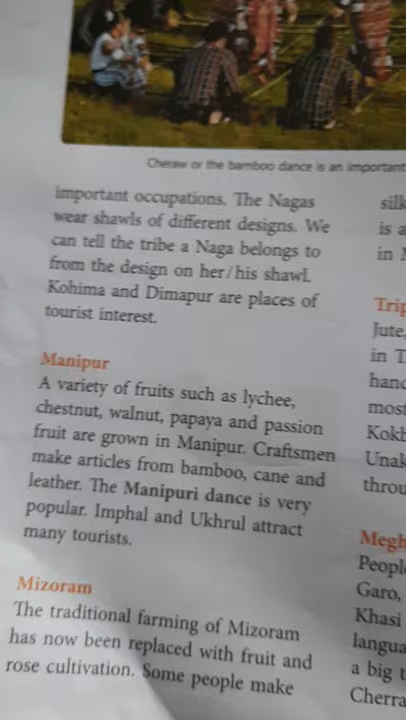 Cheraw or the bamboo dance is an important
important occupations. The Nagas
wear shawls of different designs. We
can tell the tribe a Naga belongs to
from the design on her/his shawl.
Kohima and Dimapur are places of
tourist interest.
Manipur
A variety of fruits such as lychee,
chestnut, walnut, papaya and passion
fruit are grown in Manipur. Craftsmen
make articles from bamboo, cane and
leather. The Manipuri dance is very
popular. Imphal and Ukhrul attract
many tourists.
Mizoram
The traditional farming of Mizoram
has now been replaced with fruit and
rose cultivation. Some people make
silk
is a
in
Trip
Jute,
in T
hand
most
Kokb
Unak
throu
Megh
People
Garo,
Khasi
langua
a big t
Cherra